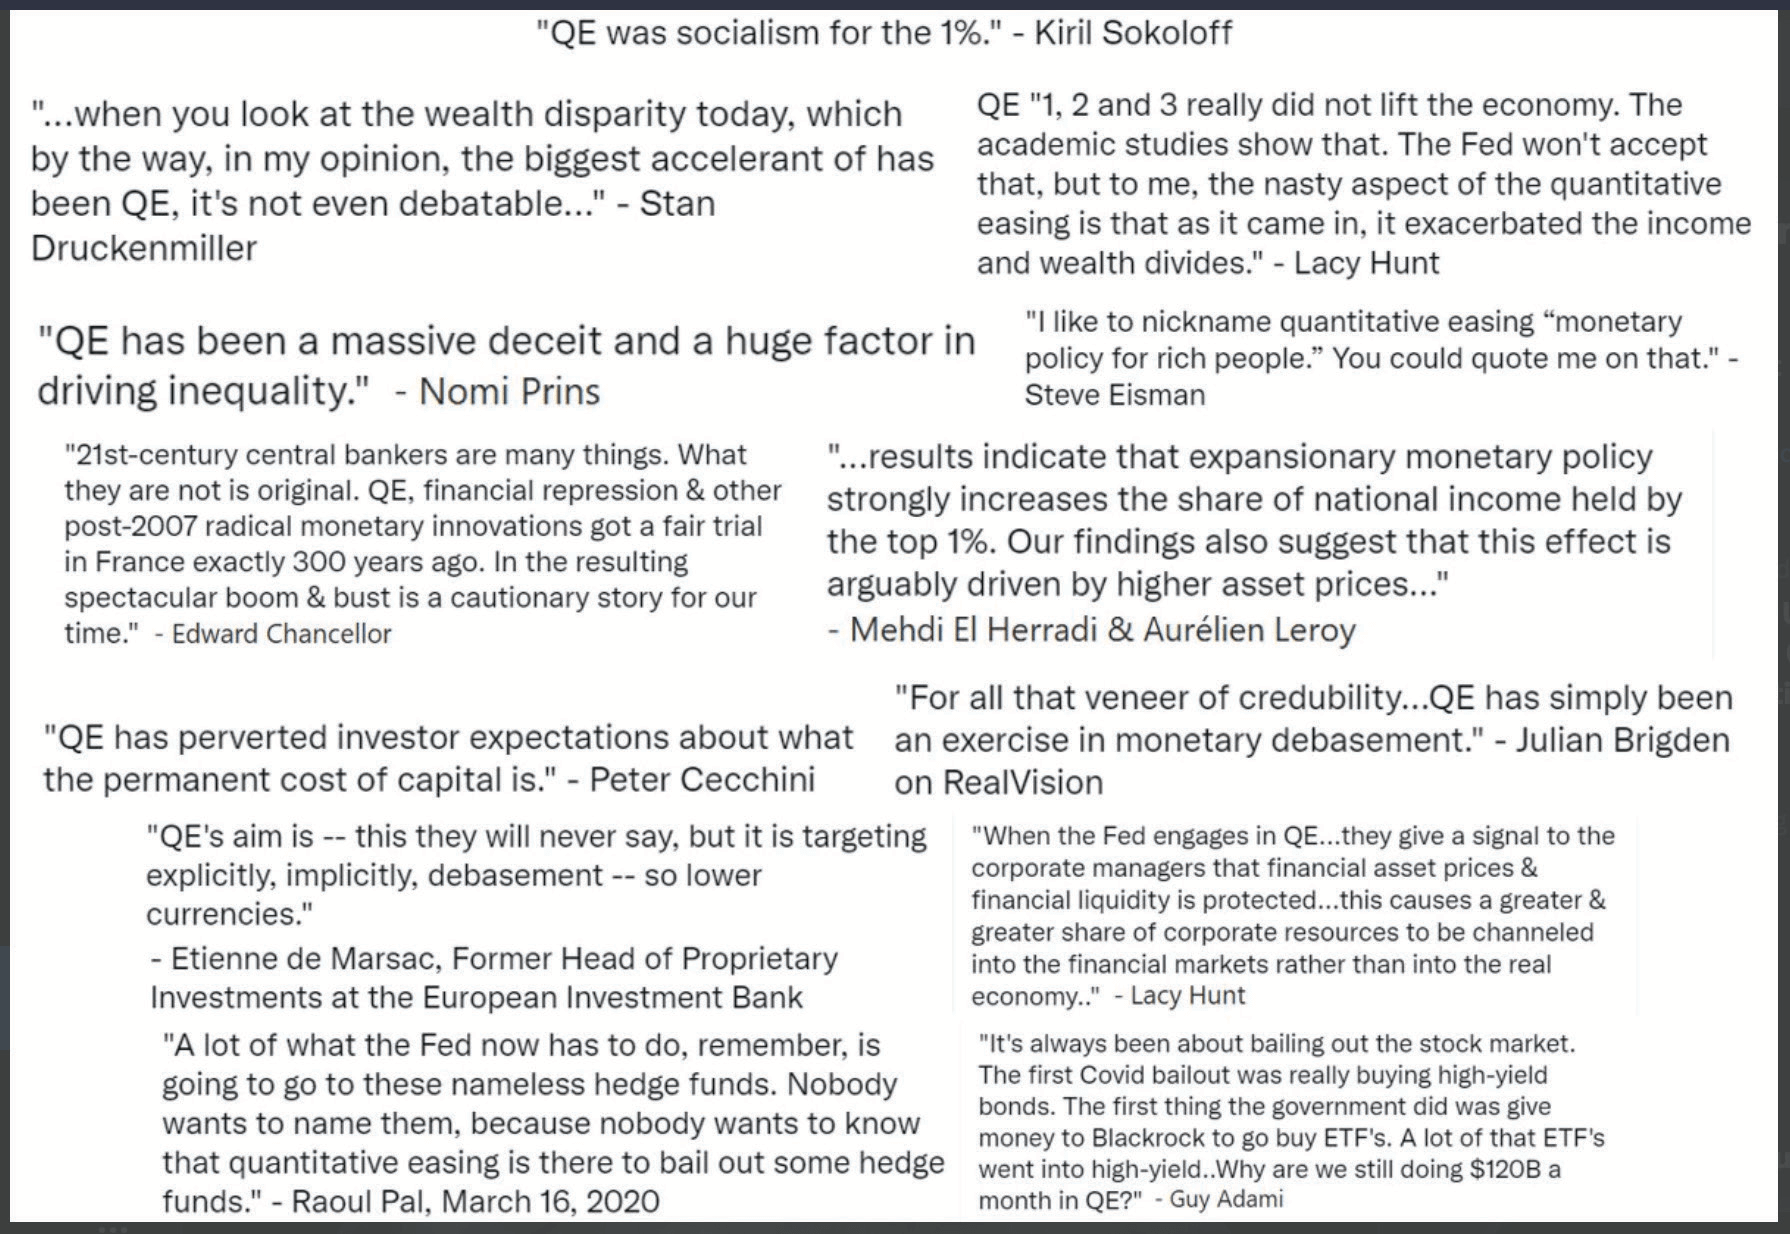 "QE was socialism for the 1%." - Kiril Sokoloff
"...when you look at the wealth disparity today, which
by the way, in my opinion, the biggest accelerant of has
been QE, it's not even debatable..." - Stan
Druckenmiller
QE "1, 2 and 3 really did not lift the economy. The
academic studies show that. The Fed won't accept
that, but to me, the nasty aspect of the quantitative
easing is that as it came in, it exacerbated the income
and wealth divides." - Lacy Hunt
"QE has been a massive deceit and a huge factor in
driving inequality." - Nomi Prins
"I like to nickname quantitative easing “monetary
policy for rich people.” You could quote me on that." -
Steve Eisman
"21st-century central bankers are many things. What
they are not is original. QE, financial repression & other
post-2007 radical monetary innovations got a fair trial
in France exactly 300 years ago. In the resulting
spectacular boom & bust is a cautionary story for our
time." - Edward Chancellor
"...results indicate that expansionary monetary policy
strongly increases the share of national income held by
the top 1%. Our findings also suggest that this effect is
arguably driven by higher asset prices..."
- Mehdi El Herradi & Aurélien Leroy
"QE has perverted investor expectations about what
the permanent cost of capital is." - Peter Cecchini
"For all that veneer of credubility...QE has simply been
an exercise in monetary debasement." - Julian Brigden
on RealVision
"QE's aim is -- this they will never say, but it is targeting
explicitly, implicitly, debasement -- so lower
currencies."
- Etienne de Marsac, Former Head of Proprietary
Investments at the European Investment Bank
"When the Fed engages in QE...they give a signal to the
corporate managers that financial asset prices &
financial liquidity is protected...this causes a greater &
greater share of corporate resources to be channeled
into the financial markets rather than into the real
economy.." - Lacy Hunt
"A lot of what the Fed now has to do, remember, is
going to go to these nameless hedge funds. Nobody
wants to name them, because nobody wants to know
that quantitative easing is there to bail out some hedge
funds." - Raoul Pal, March 16, 2020
"It's always been about bailing out the stock market.
The first Covid bailout was really buying high-yield
bonds. The first thing the government did was give
money to Blackrock to go buy ETF's. A lot of that ETF's
went into high-yield..Why are we still doing $120B a
month in QE?" - Guy Adami